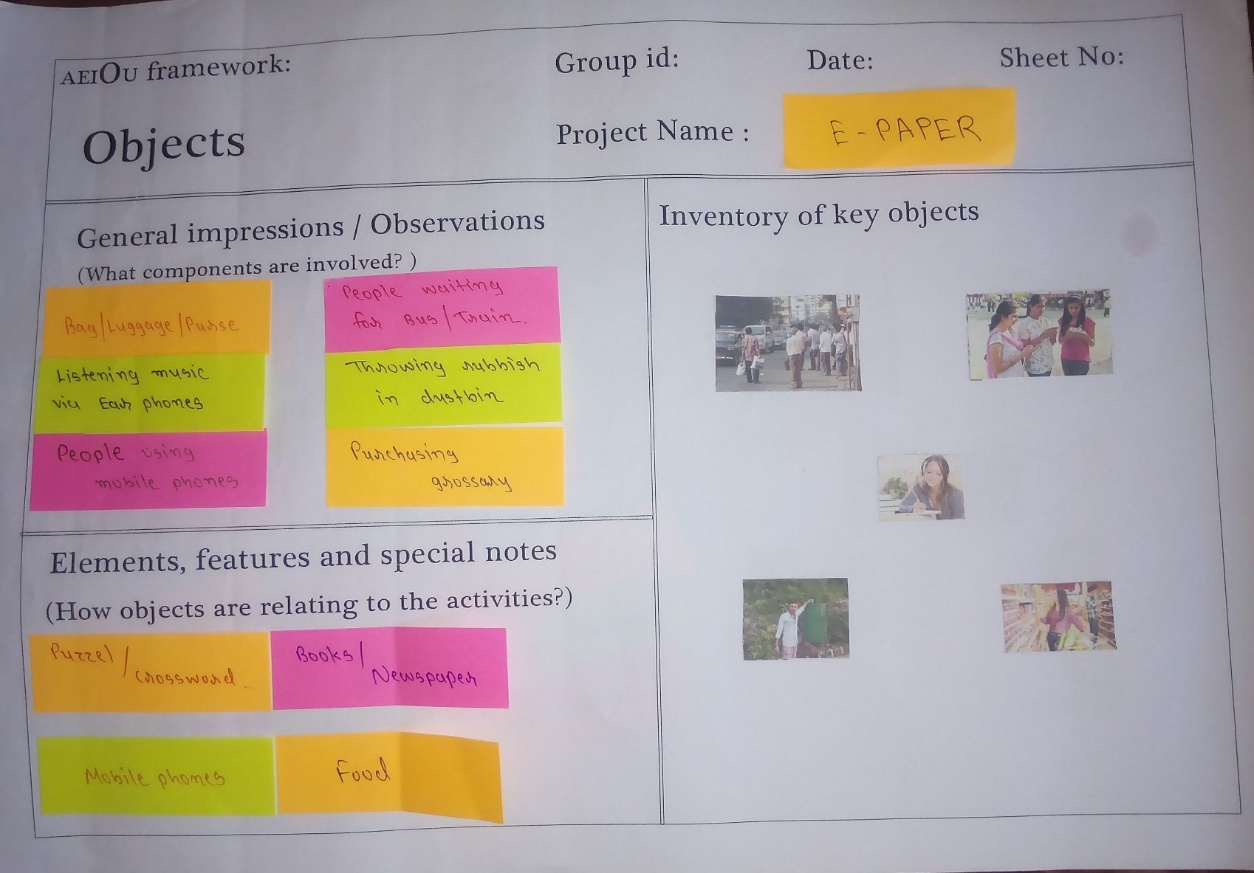 AEIOU framework:
Group id:
Date:
Sheet No:
Objects
Project Name :
E-PAPER
General impressions / Observations
(What components are involved? )
Bag/Luggage/Purse
Listening music
via Ear phones
People using
mobile phones
People waiting
for Bus/Train.
Throwing rubbish
in dustbin
Purchasing
grossary
Elements, features and special notes
(How objects are relating to the activities?)
Puzzel/
Crossword.
Books/
Newspaper
Mobile phones
Food
Inventory of key objects